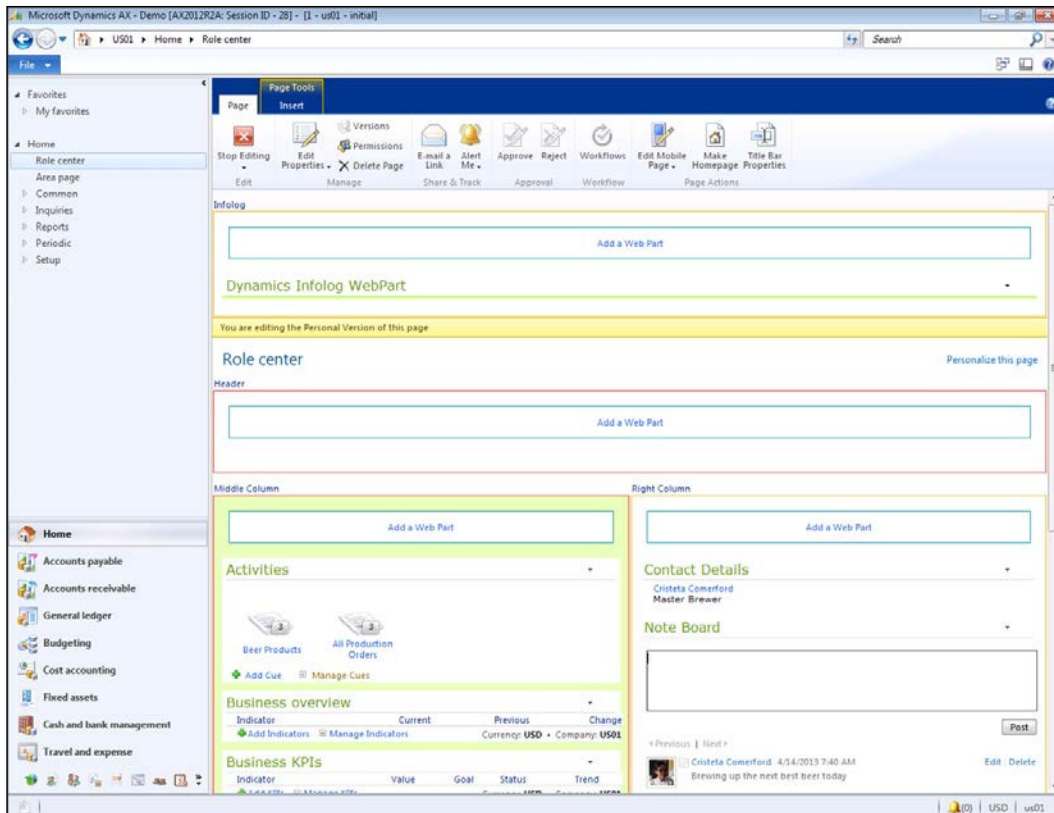 Microsoft Dynamics AX - Demo [AX2012R2A: Session ID - 28] - [1 - us01 - initial]
US01 Home Role center
Search
File
Favorites
My favorites
Home
Role center
Area page
Common
Inquiries
Reports
Periodic
Setup
Home
Accounts payable
Accounts receivable
General ledger
Budgeting
Cost accounting
Fixed assets
Cash and bank management
Travel and expense
Page Tools
Page Insert
Stop Editing
Edit Properties
Versions
Permissions
Delete Page
E-mail a Link
Alert Me
Approve Reject
Workflows
Edit Mobile Page
Make Homepage
Title Bar Properties
Edit Manage Share & Track Approval Workflow Page Actions
Infolog
Add a Web Part
Dynamics Infolog WebPart
You are editing the Personal Version of this page
Role center
Personalize this page
Header
Add a Web Part
Middle Column
Add a Web Part
Activities
3 3
Beer Products
All Production
Orders
Add Cue Manage Cues
Business overview
Indicator Current Previous Change
Add Indicators Manage Indicators Currency: USD • Company: US01
Business KPIs
Indicator Value Goal Status Trend
Add KPIs Manage KPIs Currency: USD • Company: US01
Right Column
Add a Web Part
Contact Details
Cristeta Comerford
Master Brewer
Note Board
Post
Previous | Next
Cristeta Comerford 4/14/2013 7:40 AM Edit | Delete
Brewing up the next best beer today
(0) USD us01